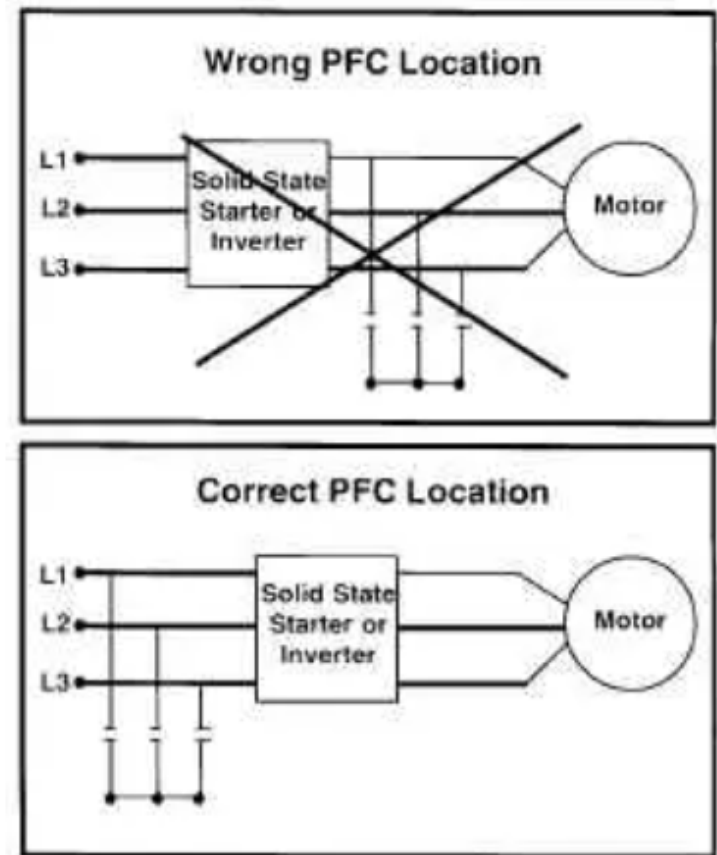 Wrong PFC Location
L1
L2
L3
Solid State
Starter or
Inverter
Motor
Correct PFC Location
L1
L2
L3
Solid State
Starter or
Inverter
Motor